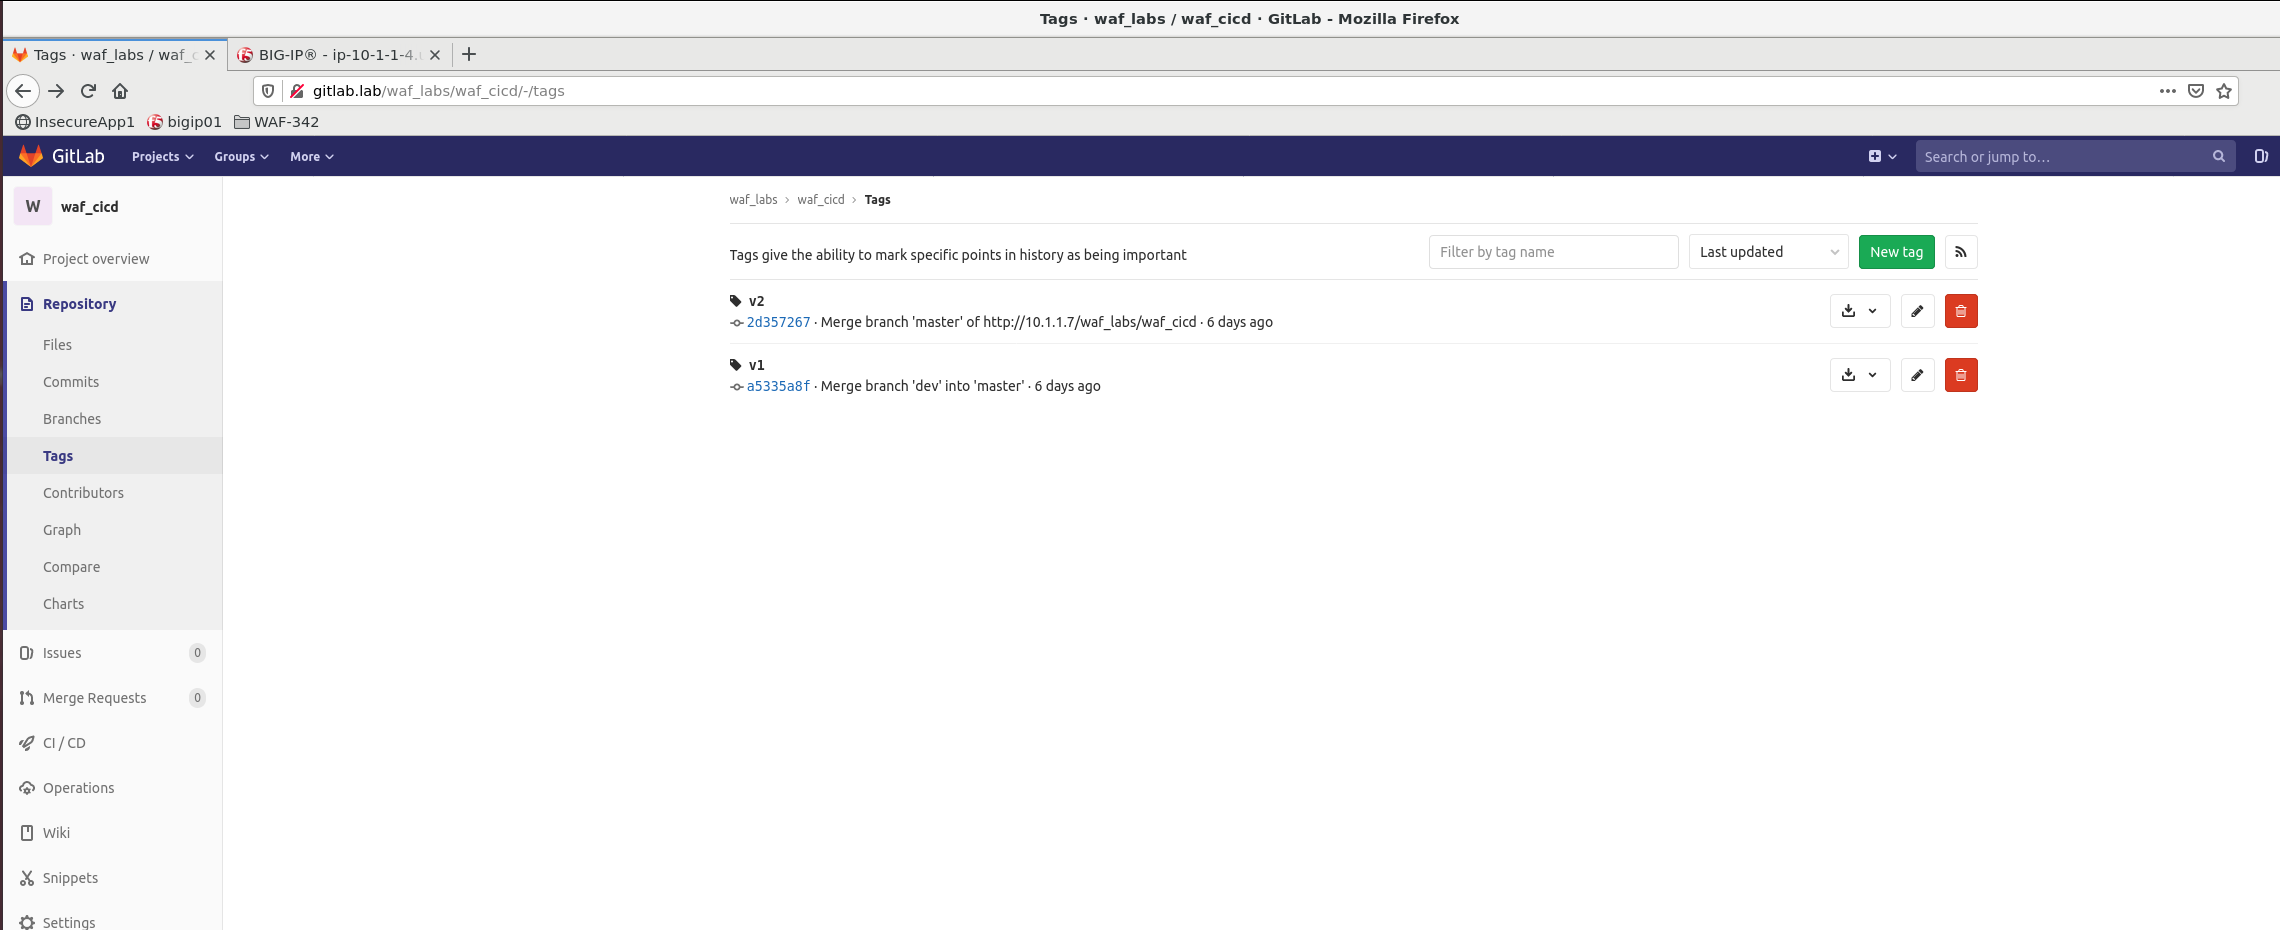 Tags · waf_labs / waf_cicd · GitLab - Mozilla Firefox
Tags · waf_labs / waf_c
BIG-IP® - ip-10-1-1-4.
gitlab.lab/waf_labs/waf_cicd/-/tags
InsecureApp1 bigip01 WAF-342
GitLab Projects Groups More Search or jump to...
W waf_cicd
Project overview
Repository
Files
Commits
Branches
Tags
Contributors
Graph
Compare
Charts
Issues 0
Merge Requests 0
CI / CD
Operations
Wiki
Snippets
Settings
waf_labs › waf_cicd › Tags
Tags give the ability to mark specific points in history as being important
Filter by tag name Last updated New tag
v2
2d357267 · Merge branch 'master' of http://10.1.1.7/waf_labs/waf_cicd · 6 days ago
v1
a5335a8f · Merge branch 'dev' into 'master' · 6 days ago